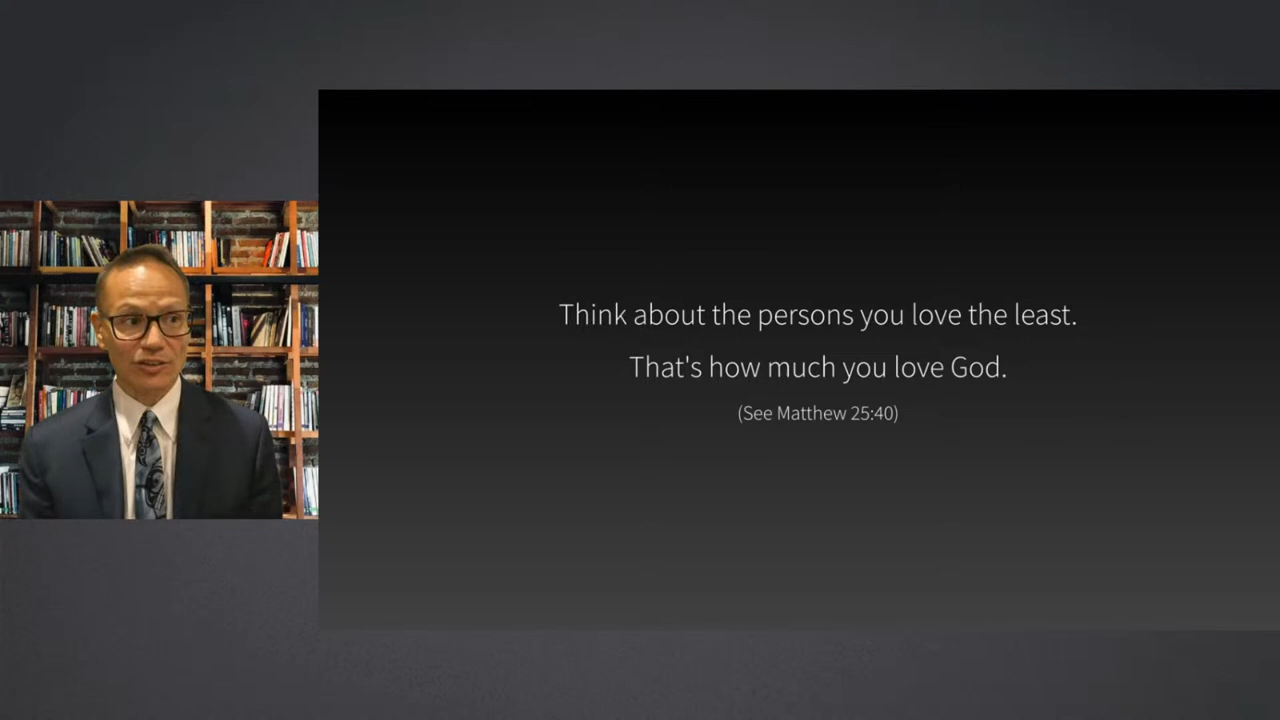 Think about the persons you love the least.
That's how much you love God.
(See Matthew 25:40)